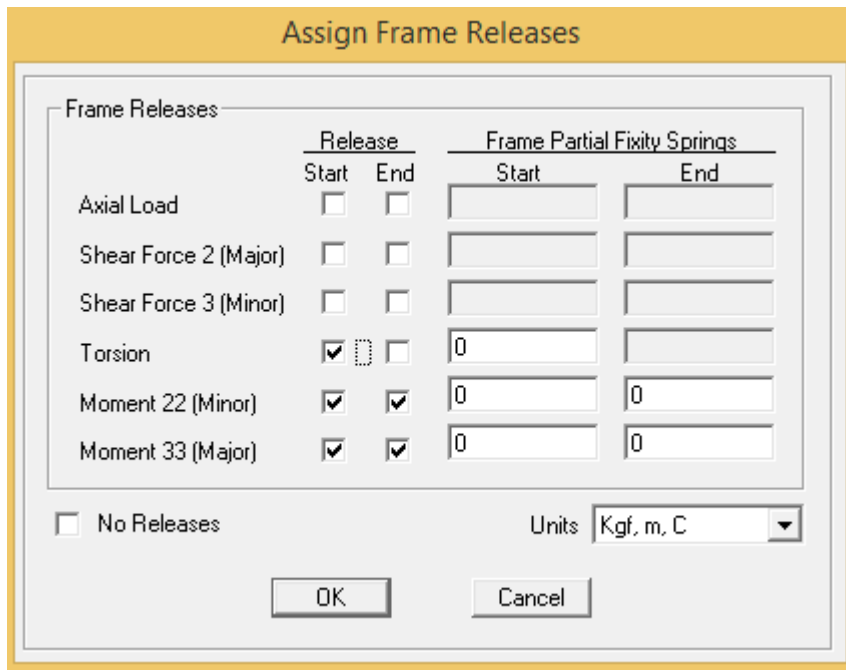 Assign Frame Releases
Frame Releases
Release Frame Partial Fixity Springs
Start End Start End
Axial Load
Shear Force 2 (Major)
Shear Force 3 (Minor)
Torsion 0
Moment 22 (Minor) 0 0
Moment 33 (Major) 0 0
No Releases Units Kgf, m, C
OK Cancel